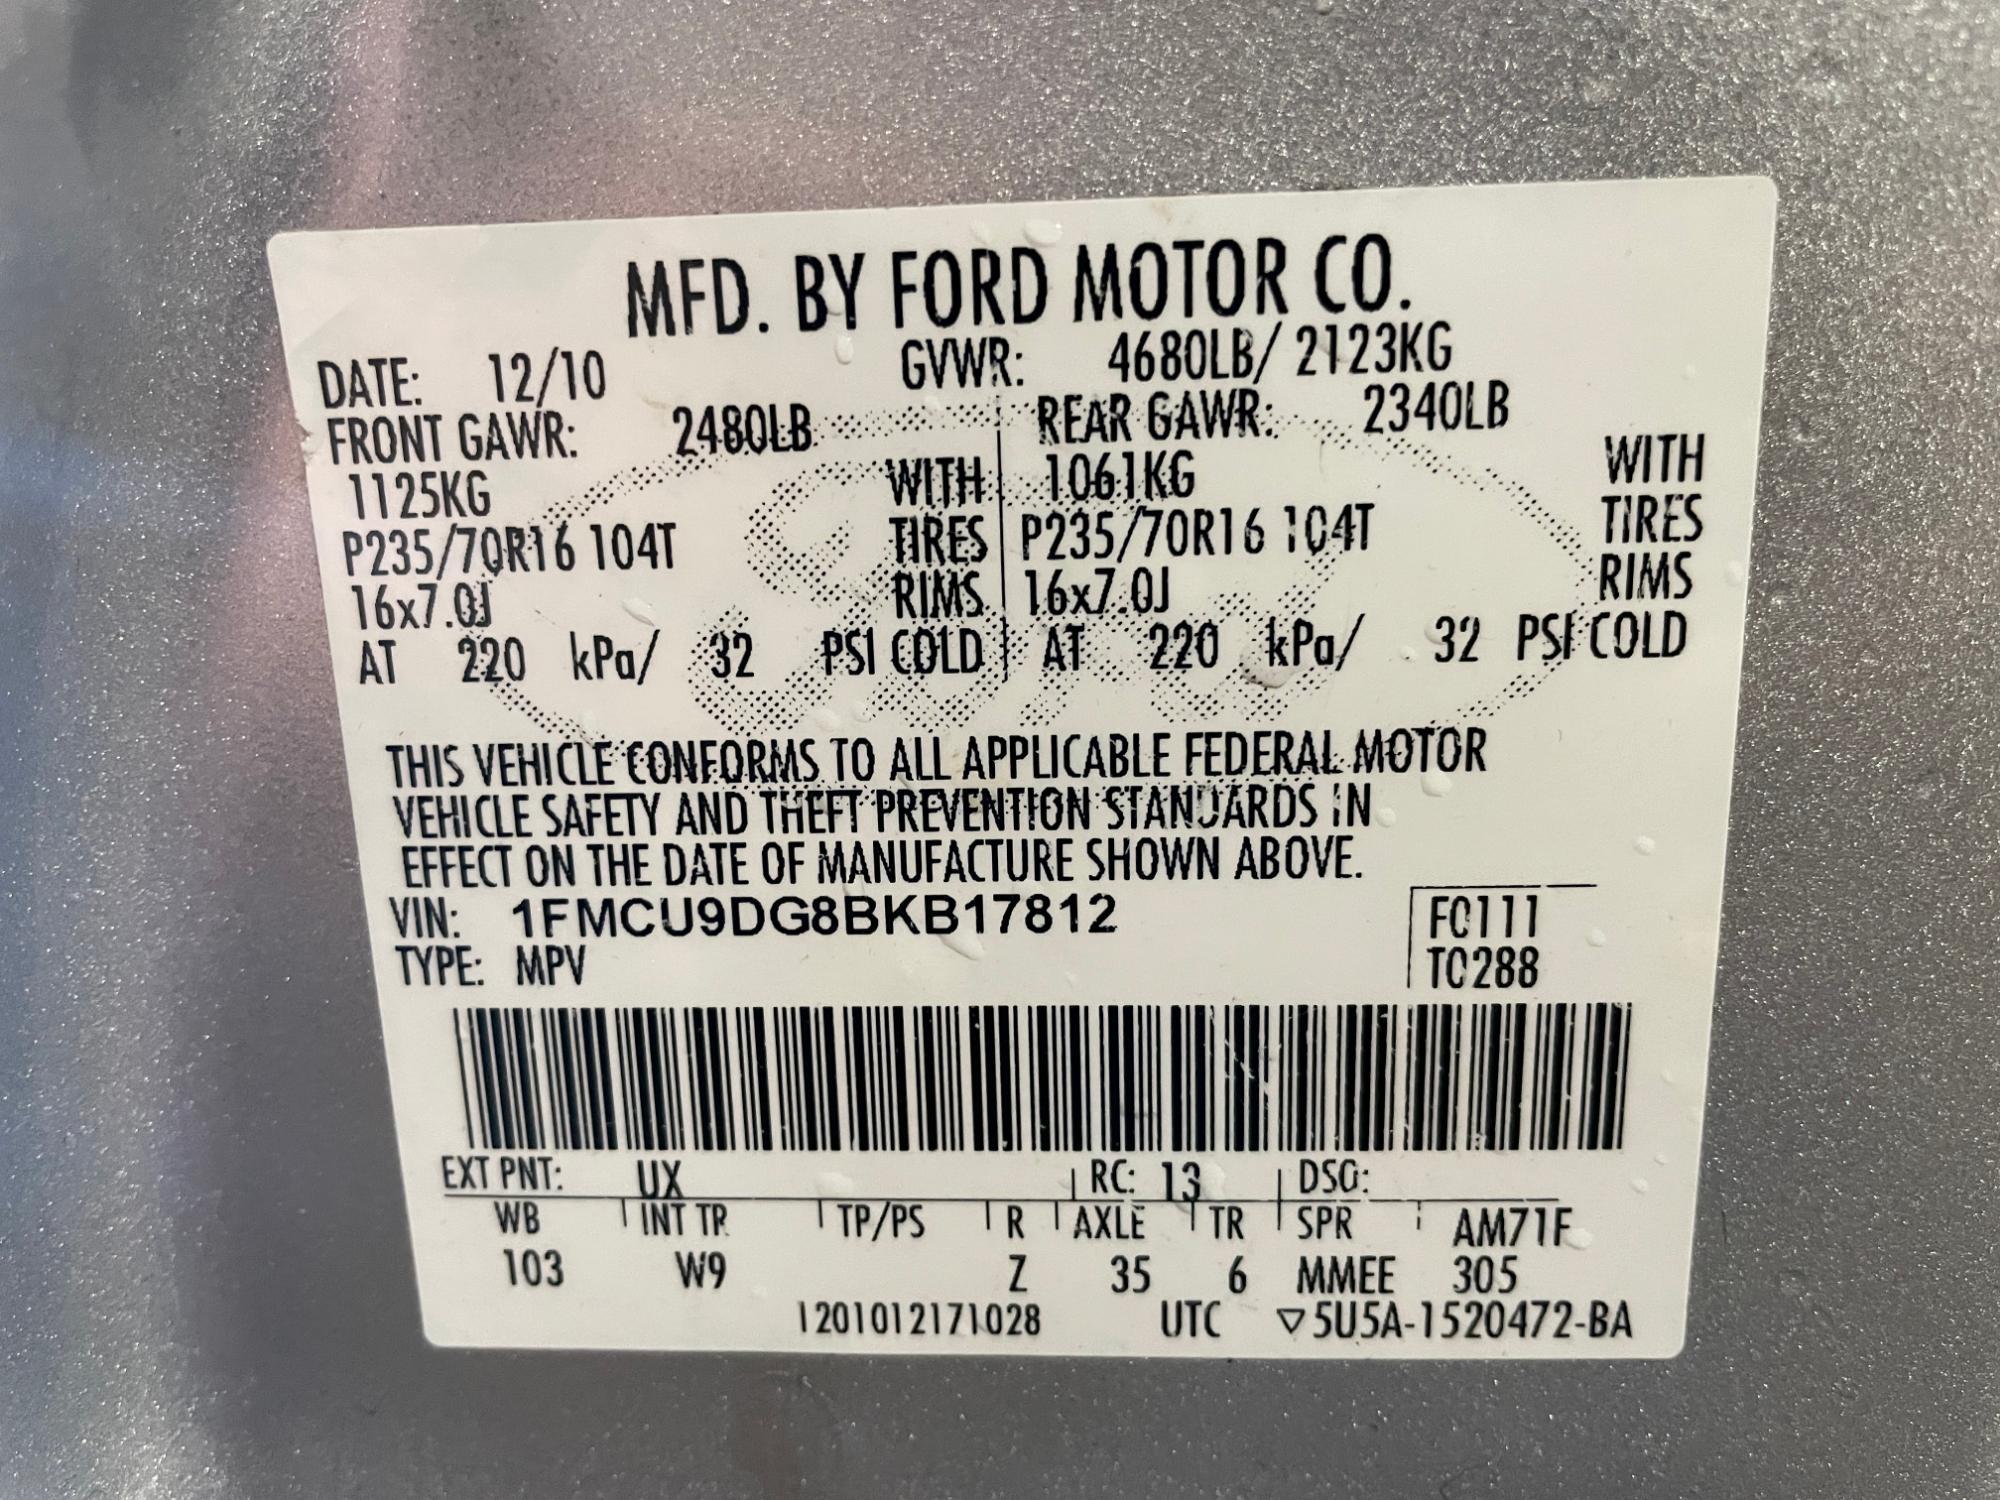 MFD. BY FORD MOTOR CO.
DATE: 12/10 GVWR: 4680LB/ 2123KG
FRONT GAWR: 2480LB REAR GAWR: 2340LB
1125KG WITH 1061KG WITH
P235/70R16 104T TIRES P235/70R16 104T TIRES
16x7.0J RIMS 16x7.0J RIMS
AT 220 kPa/ 32 PSI COLD AT 220 kPa/ 32 PSI COLD
THIS VEHICLE CONFORMS TO ALL APPLICABLE FEDERAL MOTOR
VEHICLE SAFETY AND THEFT PREVENTION STANDARDS IN
EFFECT ON THE DATE OF MANUFACTURE SHOWN ABOVE.
VIN: 1FMCU9DG8BKB17812 F0111
TYPE: MPV T0288
EXT PNT: UX RC: 13 DSO:
WB INT TR TP/PS R AXLE TR SPR AM71F
103 W9 Z 35 6 MMEE 305
1201012171028 UTC ▽5U5A-1520472-BA